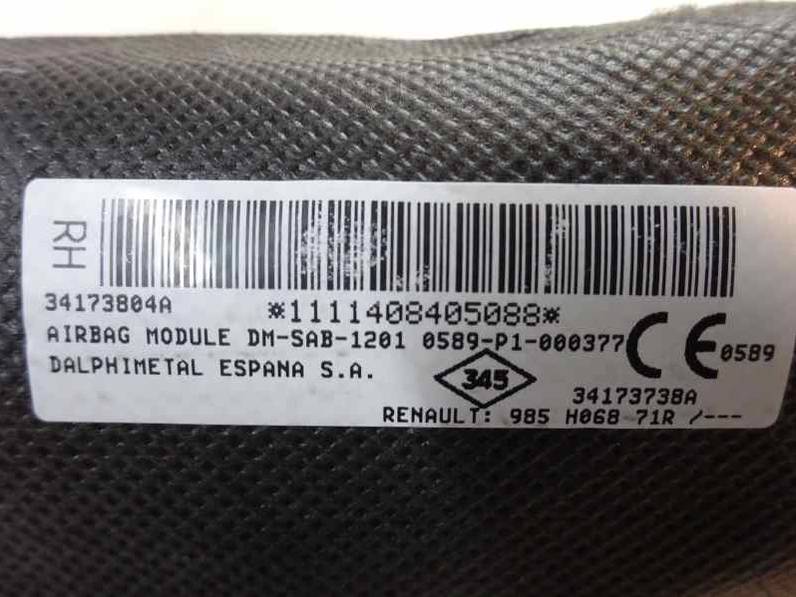 RH
34173804A
*1111408405088*
AIRBAG MODULE DM-SAB-1201 0589-P1-000377
CE 0589
DALPHIMETAL ESPANA S.A.
345
34173738A
RENAULT: 985 H068 71R /---